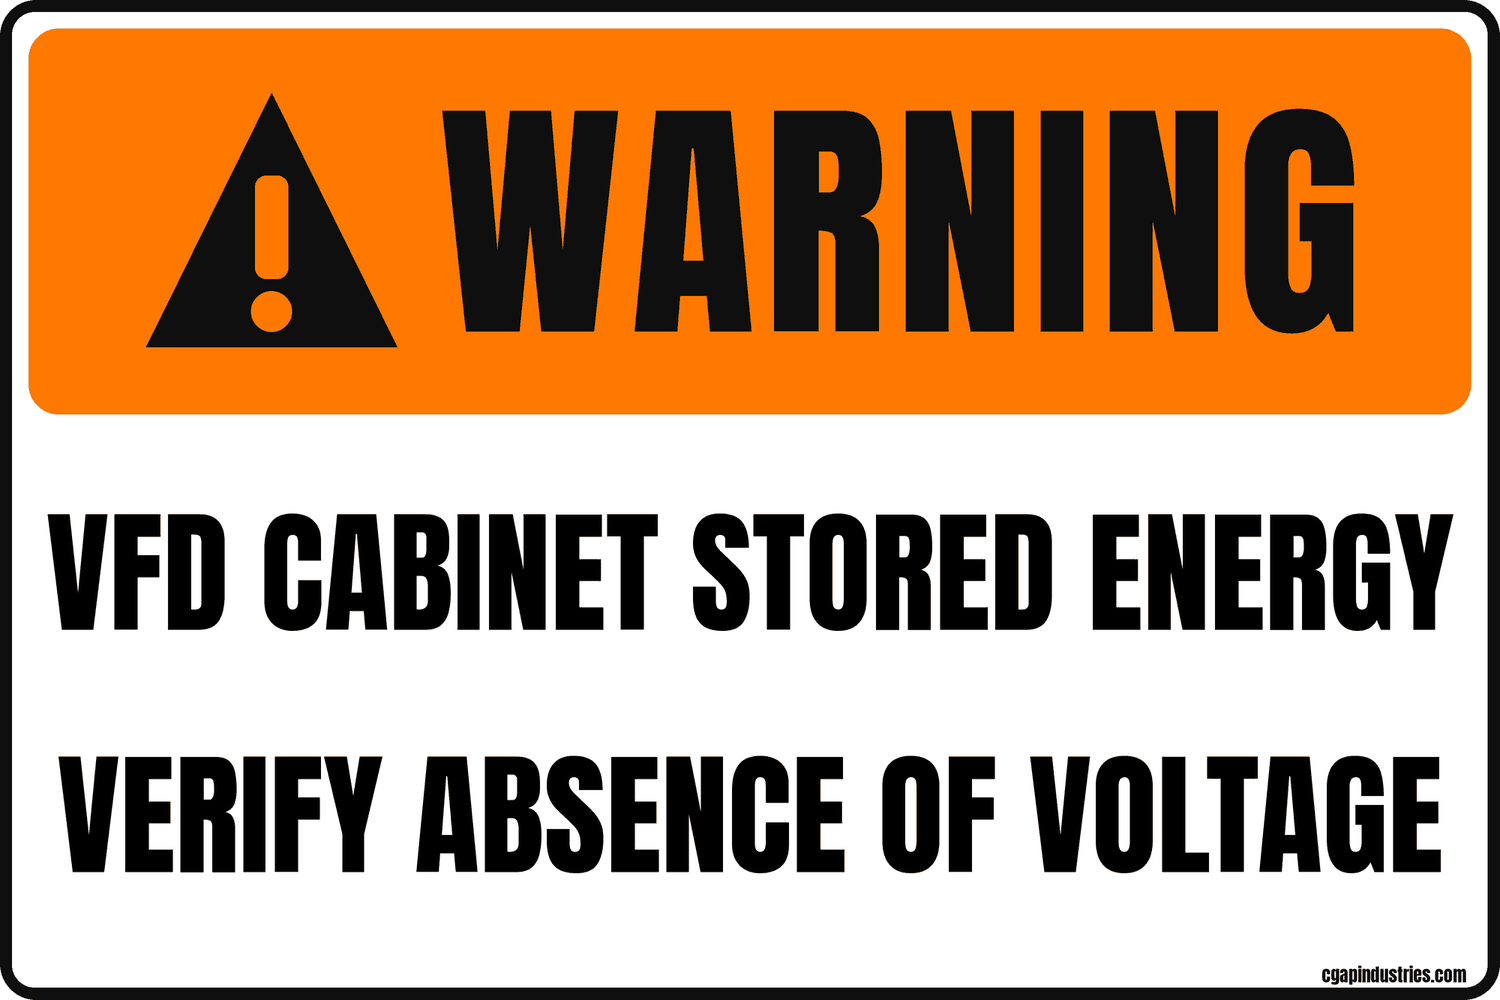 WARNING
VFD CABINET STORED ENERGY
VERIFY ABSENCE OF VOLTAGE
cgapindustries.com